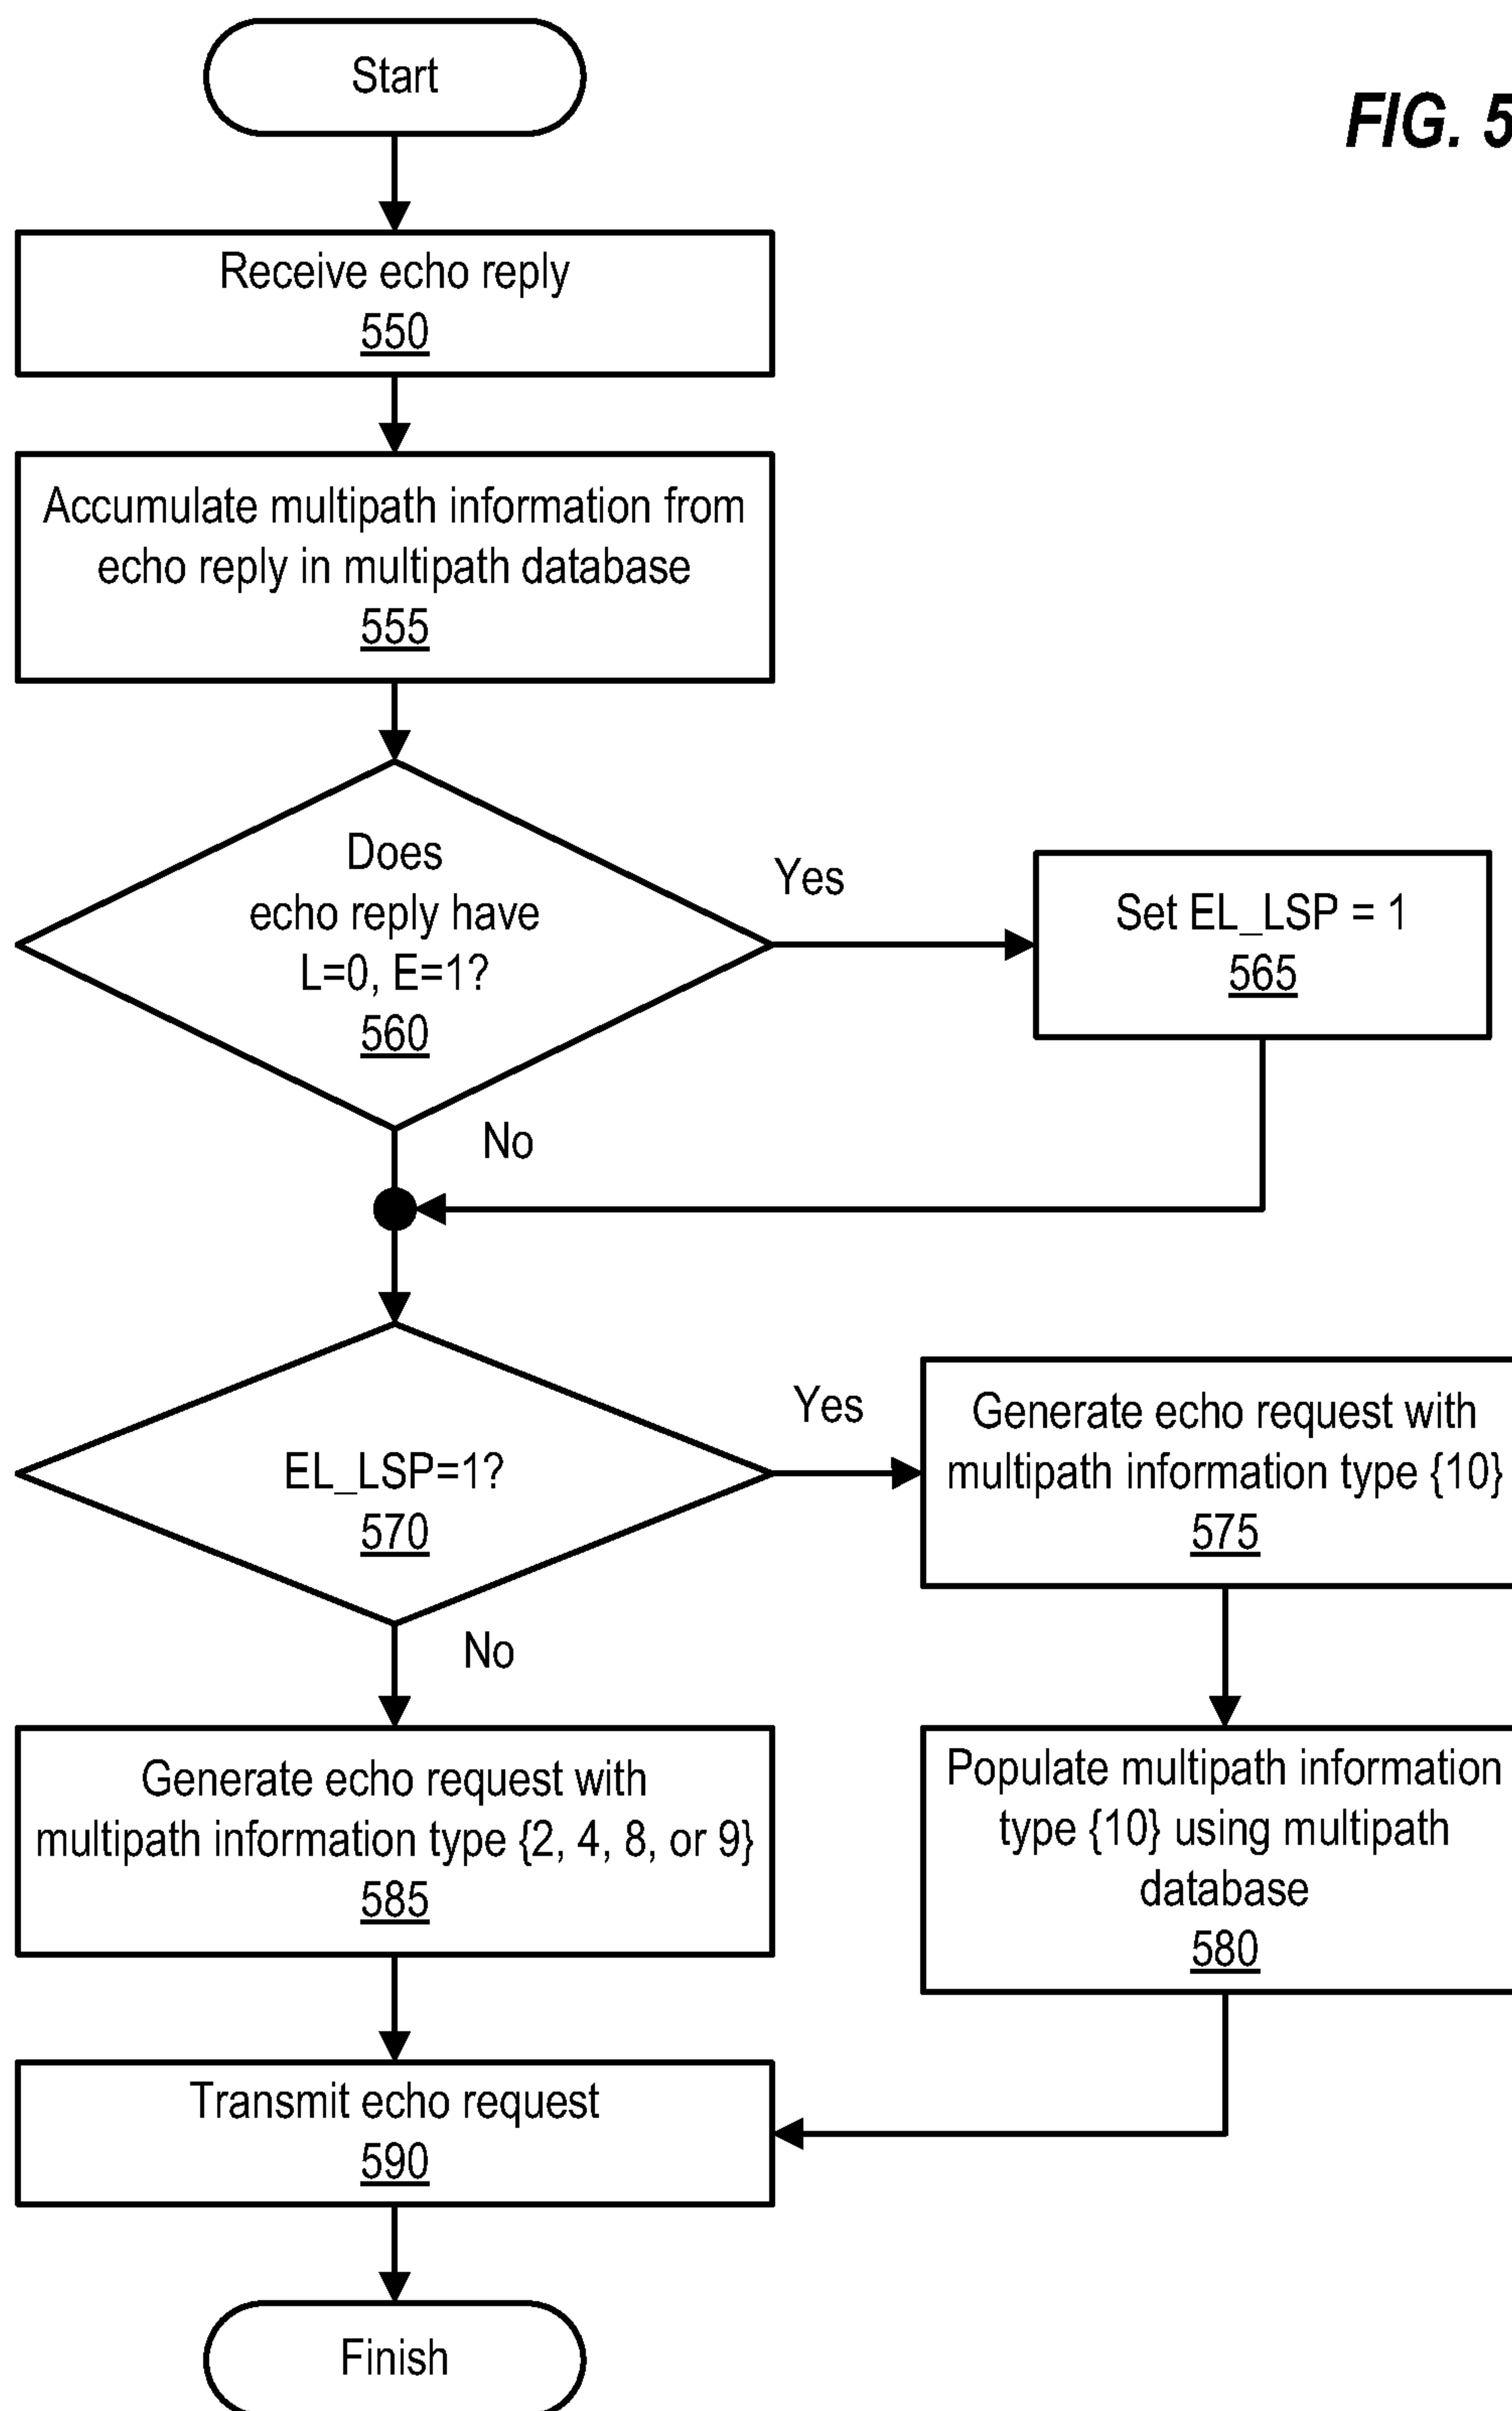 Start
FIG. 5
Receive echo reply
550
Accumulate multipath information from
echo reply in multipath database
555
Does
echo reply have
L=0, E=1?
560
Yes
Set EL_LSP = 1
565
No
EL_LSP=1?
570
Yes
Generate echo request with
multipath information type {10}
575
No
Generate echo request with
multipath information type {2, 4, 8, or 9}
585
Populate multipath information
type {10} using multipath
database
580
Transmit echo request
590
Finish